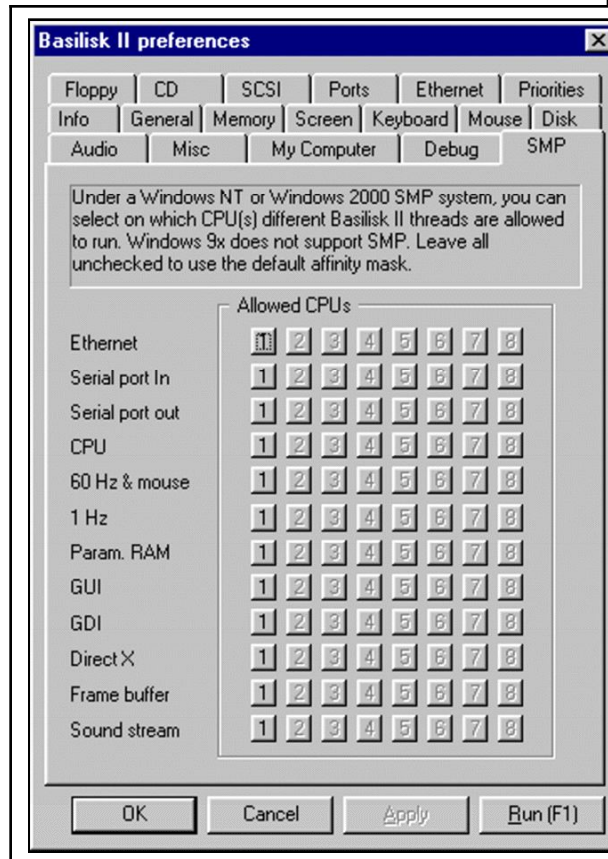 Basilisk II preferences
Floppy CD SCSI Ports Ethernet Priorities
Info General Memory Screen Keyboard Mouse Disk
Audio Misc My Computer Debug SMP
Under a Windows NT or Windows 2000 SMP system, you can
select on which CPU(s) different Basilisk II threads are allowed
to run. Windows 9x does not support SMP. Leave all
unchecked to use the default affinity mask.
Allowed CPUs
Ethernet 1 2 3 4 5 6 7 8
Serial port In 1 2 3 4 5 6 7 8
Serial port out 1 2 3 4 5 6 7 8
CPU 1 2 3 4 5 6 7 8
60 Hz & mouse 1 2 3 4 5 6 7 8
1 Hz 1 2 3 4 5 6 7 8
Param. RAM 1 2 3 4 5 6 7 8
GUI 1 2 3 4 5 6 7 8
GDI 1 2 3 4 5 6 7 8
Direct X 1 2 3 4 5 6 7 8
Frame buffer 1 2 3 4 5 6 7 8
Sound stream 1 2 3 4 5 6 7 8
OK Cancel Apply Run (F1)